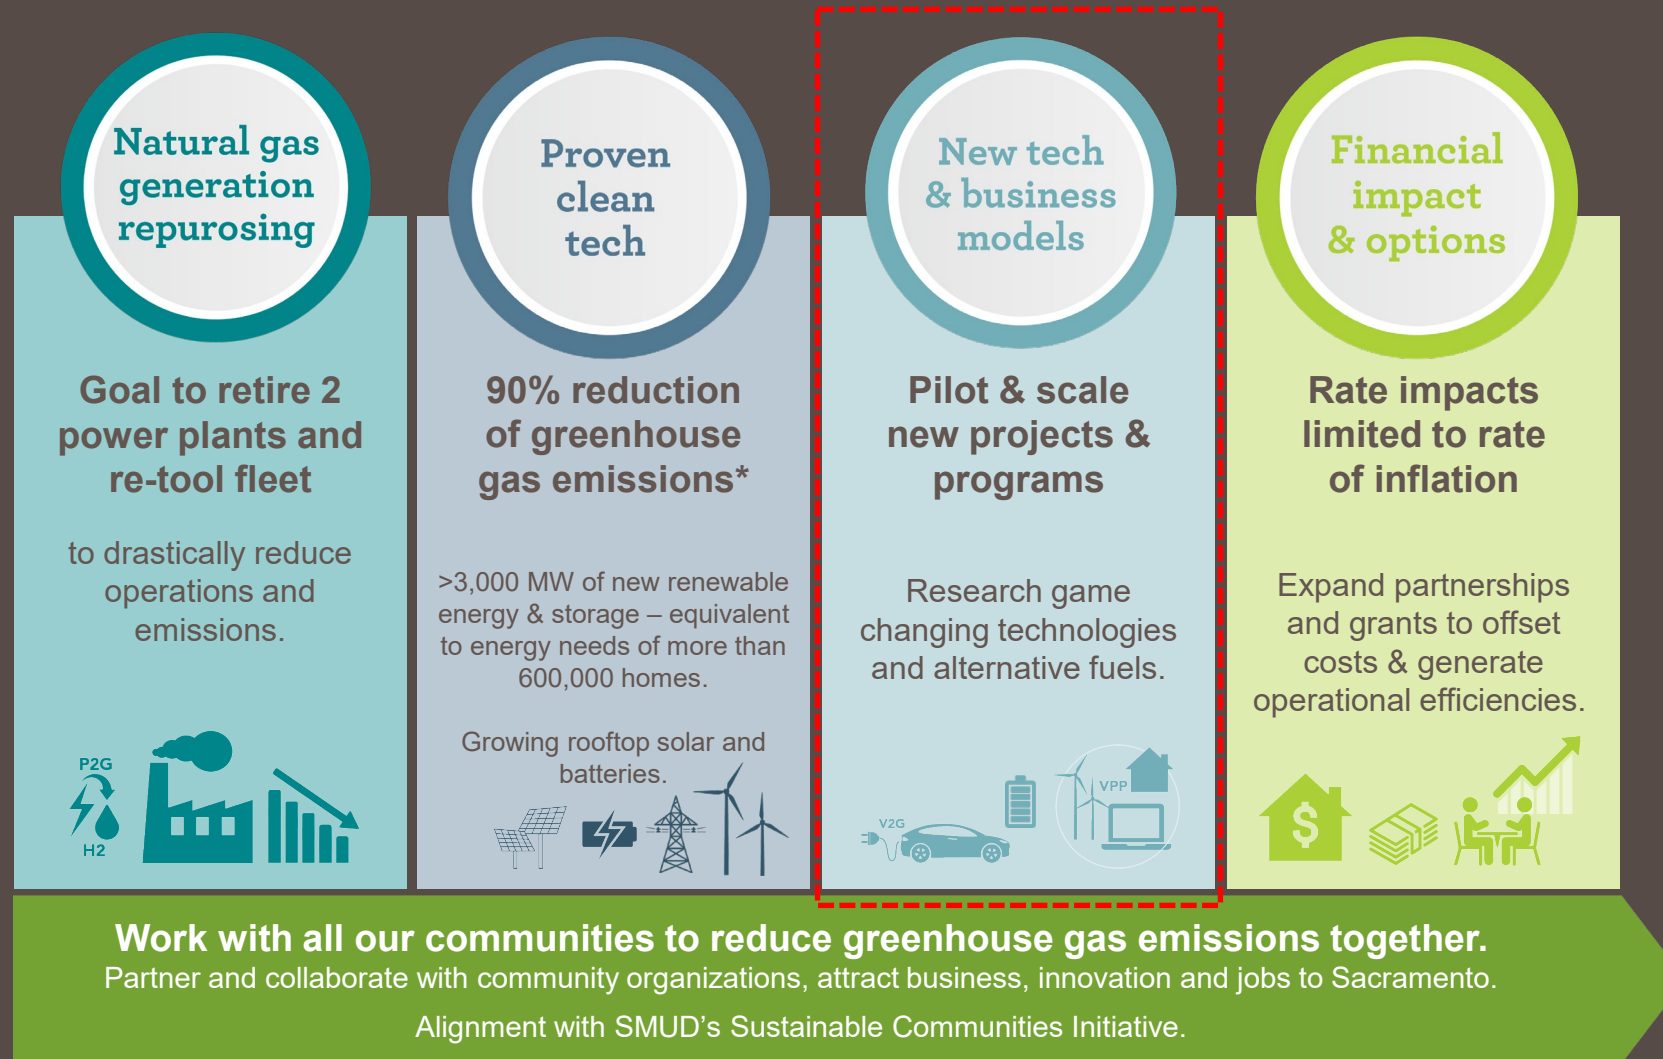 Natural gas
generation
repurosing
Goal to retire 2
power plants and
re-tool fleet
to drastically reduce
operations and
emissions.
P2G
H2
Proven
clean
tech
90% reduction
of greenhouse
gas emissions*
>3,000 MW of new renewable
energy & storage – equivalent
to energy needs of more than
600,000 homes.
Growing rooftop solar and
batteries.
New tech
& business
models
Pilot & scale
new projects &
programs
Research game
changing technologies
and alternative fuels.
V2G
VPP
Financial
impact
& options
Rate impacts
limited to rate
of inflation
Expand partnerships
and grants to offset
costs & generate
operational efficiencies.
$
Work with all our communities to reduce greenhouse gas emissions together.
Partner and collaborate with community organizations, attract business, innovation and jobs to Sacramento.
Alignment with SMUD’s Sustainable Communities Initiative.